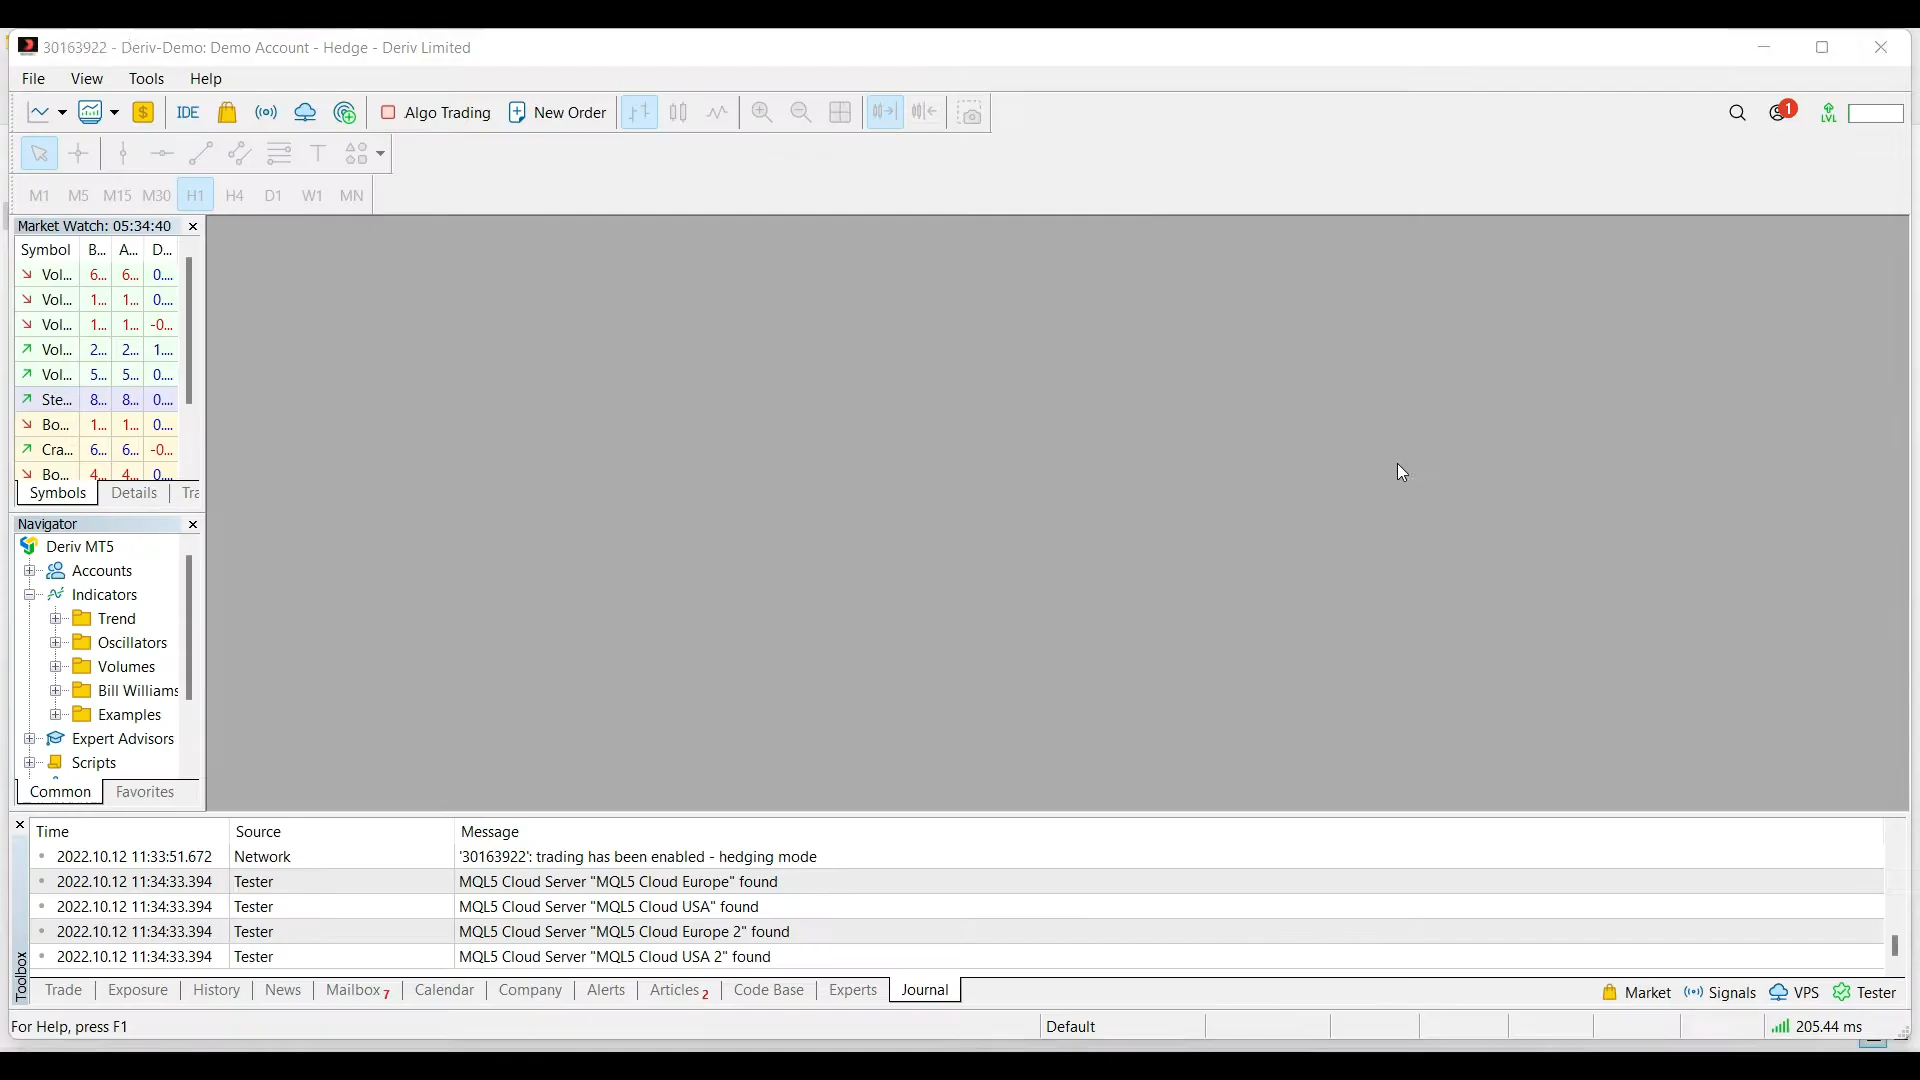 30163922 - Deriv-Demo: Demo Account - Hedge - Deriv Limited
File View Tools Help
IDE Algo Trading New Order 1 LVL
M1 M5 M15 M30 H1 H4 D1 W1 MN
Market Watch: 05:34:40
Symbol B... A... D...
Vol... 6... 6... 0....
Vol... 1... 1... 0....
Vol... 1... 1... -0...
Vol... 2... 2... 1....
Vol... 5... 5... 0....
Ste... 8... 8... 0....
Bo... 1... 1... 0....
Cra... 6... 6... -0...
Bo... 4... 4... 0....
Symbols Details Tra
Navigator
Deriv MT5
Accounts
Indicators
Trend
Oscillators
Volumes
Bill Williams
Examples
Expert Advisors
Scripts
Common Favorites
Toolbox
Time Source Message
2022.10.12 11:33:51.672 Network '30163922': trading has been enabled - hedging mode
2022.10.12 11:34:33.394 Tester MQL5 Cloud Server "MQL5 Cloud Europe" found
2022.10.12 11:34:33.394 Tester MQL5 Cloud Server "MQL5 Cloud USA" found
2022.10.12 11:34:33.394 Tester MQL5 Cloud Server "MQL5 Cloud Europe 2" found
2022.10.12 11:34:33.394 Tester MQL5 Cloud Server "MQL5 Cloud USA 2" found
Trade Exposure History News Mailbox 7 Calendar Company Alerts Articles 2 Code Base Experts Journal Market Signals VPS Tester
For Help, press F1 Default 205.44 ms